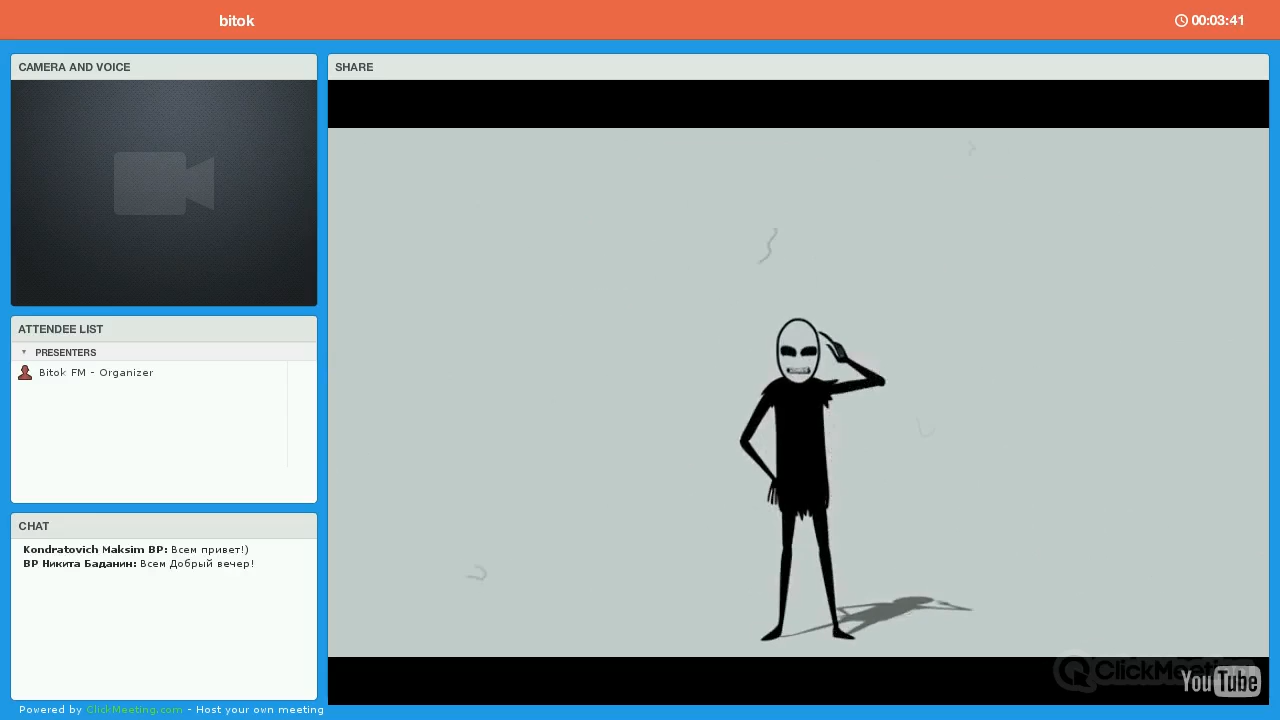 bitok
00:03:41
CAMERA AND VOICE
SHARE
ATTENDEE LIST
PRESENTERS
Bitok FM - Organizer
CHAT
Kondratovich Maksim BP: Всем привет!)
BP Никита Баданин: Всем Добрый вечер!
ClickMeeting
YouTube
Powered by ClickMeeting.com - Host your own meeting